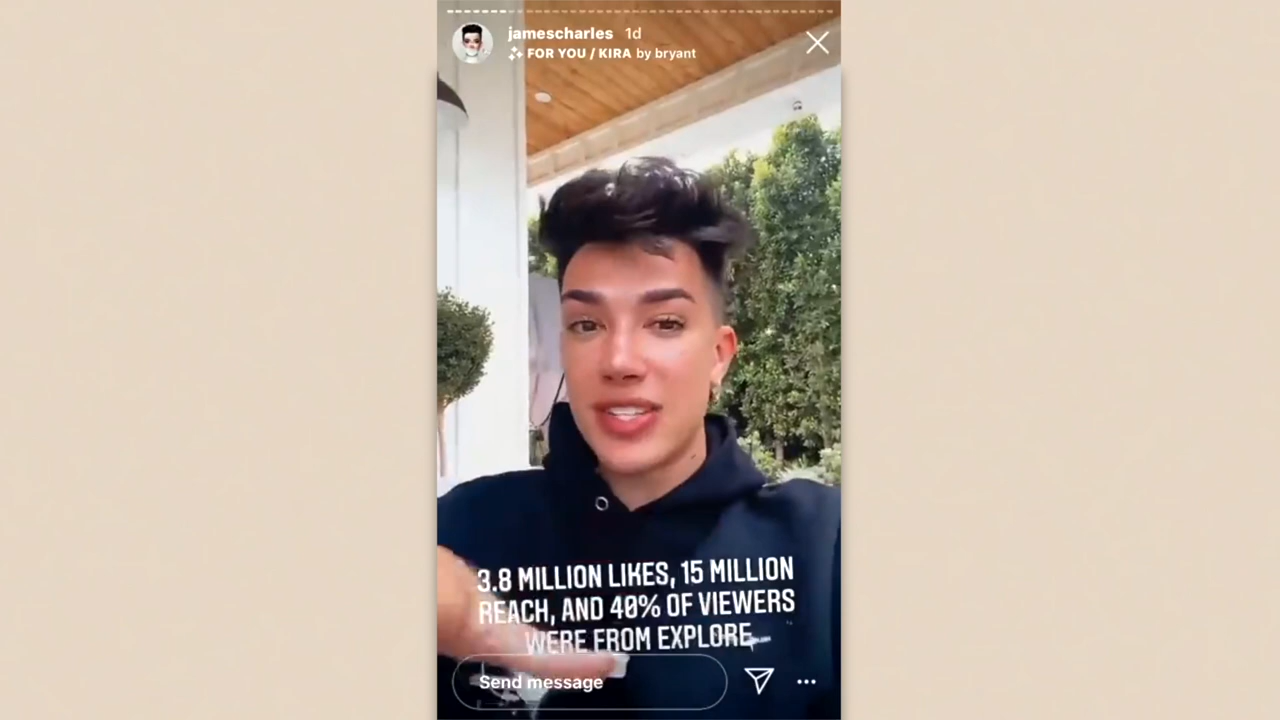 jamescharles 1d
FOR YOU / KIRA by bryant
3.8 MILLION LIKES, 15 MILLION
REACH, AND 40% OF VIEWERS
WERE FROM EXPLORE
Send message